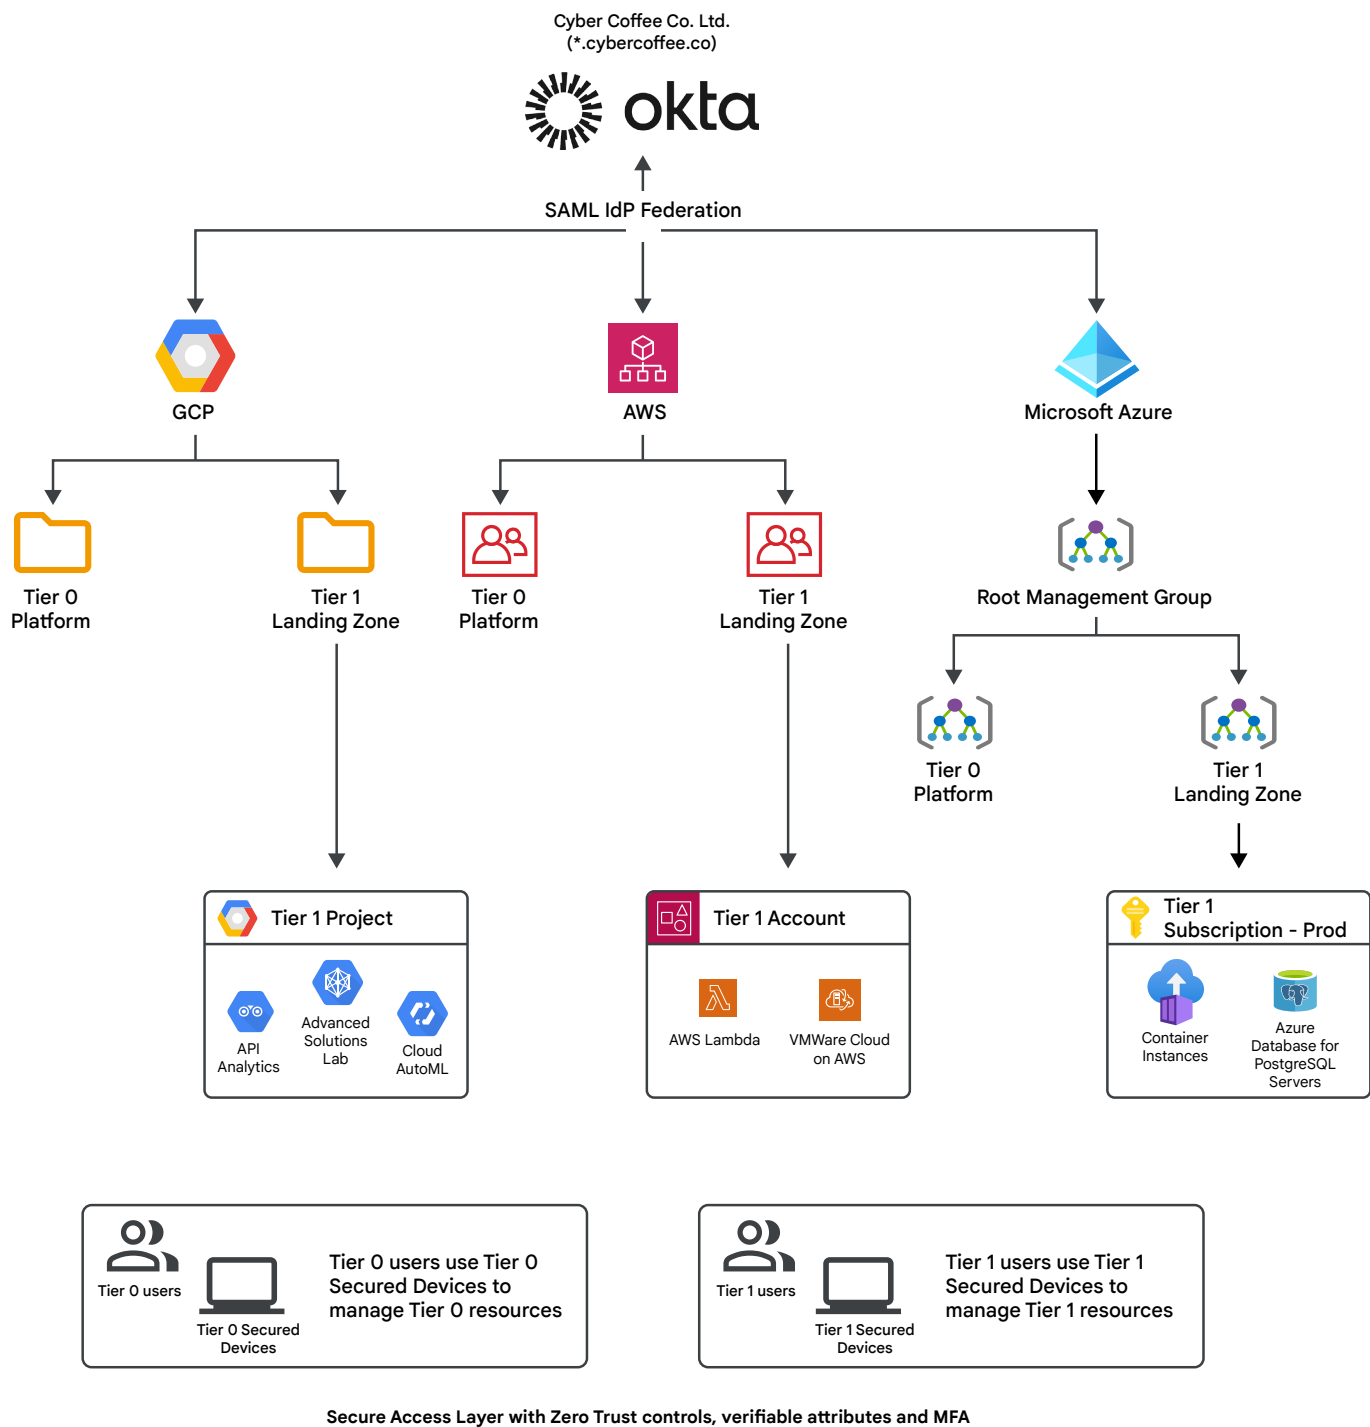 Cyber Coffee Co. Ltd.
(*.cybercoffee.co)
okta
SAML IdP Federation
GCP
AWS
Microsoft Azure
Tier 0
Platform
Tier 1
Landing Zone
Tier 0
Platform
Tier 1
Landing Zone
Root Management Group
Tier 0
Platform
Tier 1
Landing Zone
Tier 1 Project
API
Analytics
Advanced
Solutions
Lab
Cloud
AutoML
Tier 1 Account
AWS Lambda
VMWare Cloud
on AWS
Tier 1
Subscription - Prod
Container
Instances
Azure
Database for
PostgreSQL
Servers
Tier 0 users
Tier 0 Secured
Devices
Tier 0 users use Tier 0
Secured Devices to
manage Tier 0 resources
Tier 1 users
Tier 1 Secured
Devices
Tier 1 users use Tier 1
Secured Devices to
manage Tier 1 resources
Secure Access Layer with Zero Trust controls, verifiable attributes and MFA